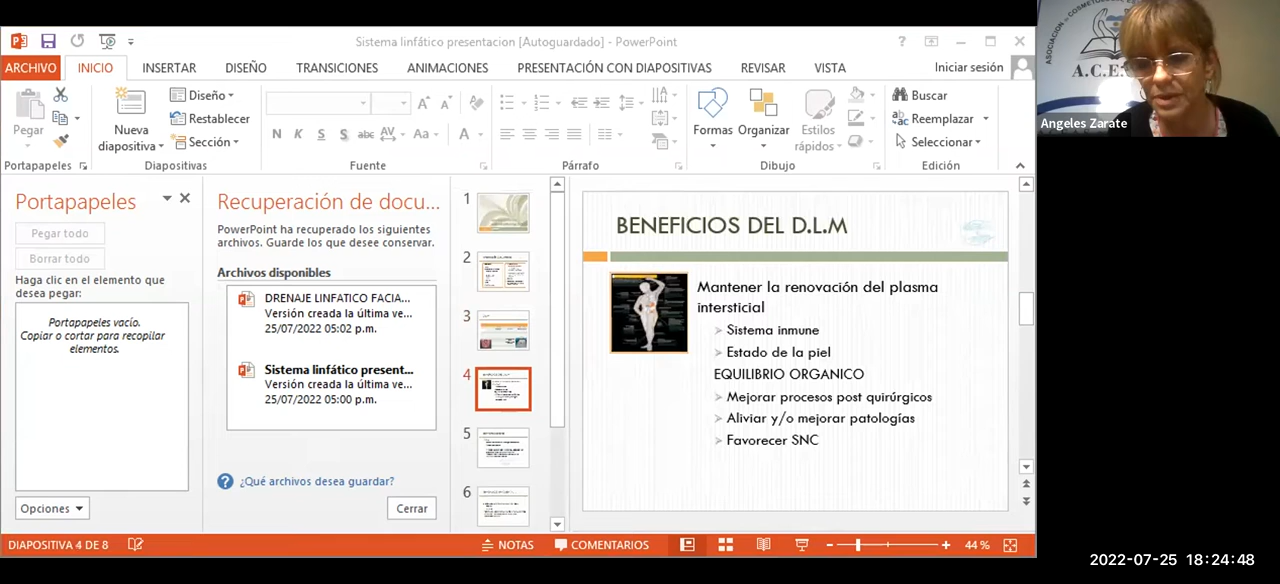 Sistema linfático presentacion [Autoguardado] - PowerPoint
ARCHIVO INICIO INSERTAR DISEÑO TRANSICIONES ANIMACIONES PRESENTACIÓN CON DIAPOSITIVAS REVISAR VISTA Iniciar sesión
Pegar
Nueva
diapositiva
Diseño
Restablecer
Sección
N K S S abc AV Aa A
Formas
Organizar
Estilos
rápidos
Buscar
Reemplazar
Seleccionar
Portapapeles Diapositivas Fuente Párrafo Dibujo Edición
Portapapeles
Pegar todo
Borrar todo
Haga clic en el elemento que
desea pegar:
Portapapeles vacío.
Copiar o cortar para recopilar
elementos.
Opciones
Recuperación de docu...
PowerPoint ha recuperado los siguientes
archivos. Guarde los que desee conservar.
Archivos disponibles
DRENAJE LINFATICO FACIA...
Versión creada la última ve...
25/07/2022 05:02 p.m.
Sistema linfático present...
Versión creada la última ve...
25/07/2022 05:00 p.m.
¿Qué archivos desea guardar?
Cerrar
1
2
3
4
5
6
BENEFICIOS DEL D.L.M
Mantener la renovación del plasma
intersticial
Sistema inmune
Estado de la piel
EQUILIBRIO ORGANICO
Mejorar procesos post quirúrgicos
Aliviar y/o mejorar patologías
Favorecer SNC
DIAPOSITIVA 4 DE 8
NOTAS
COMENTARIOS
44 %
A.C.E.
Angeles Zarate
2022-07-25 18:24:48